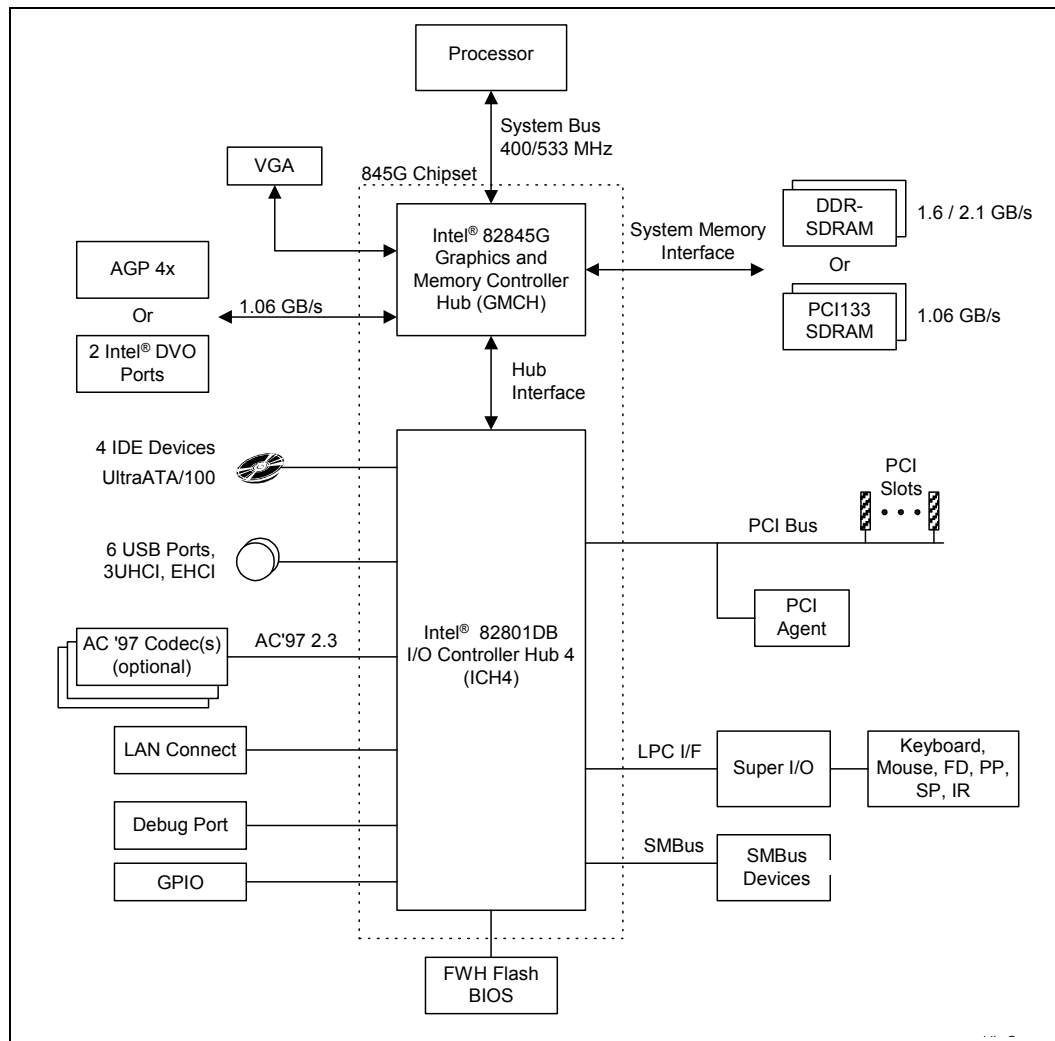 Processor
System Bus
400/533 MHz
VGA
845G Chipset
Intel® 82845G
Graphics and
Memory Controller
Hub (GMCH)
System Memory
Interface
DDR-
SDRAM
1.6 / 2.1 GB/s
Or
PCI133
SDRAM
1.06 GB/s
AGP 4x
Or
2 Intel® DVO
Ports
1.06 GB/s
Hub
Interface
4 IDE Devices
UltraATA/100
6 USB Ports,
3UHCI, EHCI
AC '97 Codec(s)
(optional)
AC'97 2.3
LAN Connect
Debug Port
GPIO
Intel® 82801DB
I/O Controller Hub 4
(ICH4)
PCI
Slots
PCI Bus
PCI
Agent
LPC I/F
Super I/O
Keyboard,
Mouse, FD, PP,
SP, IR
SMBus
SMBus
Devices
FWH Flash
BIOS